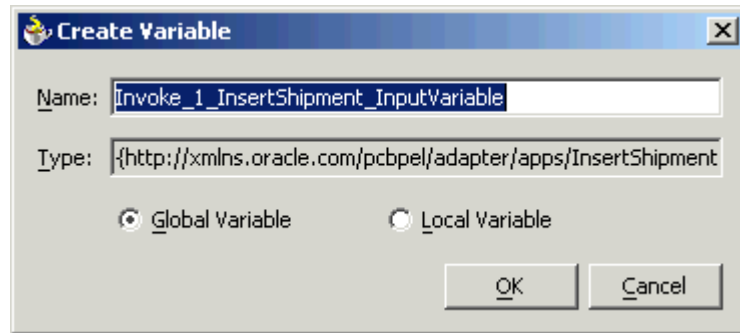 Create Variable
Name: Invoke_1_InsertShipment_InputVariable
Type: {http://xmlns.oracle.com/pcbpel/adapter/apps/InsertShipment
Global Variable Local Variable
OK Cancel